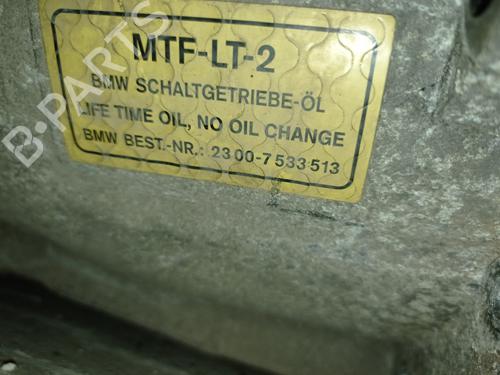 MTF-LT-2
BMW SCHALTGETRIEBE-ÖL
LIFE TIME OIL, NO OIL CHANGE
BMW BEST.-NR.: 23 00-7 533 513
B-PARTS